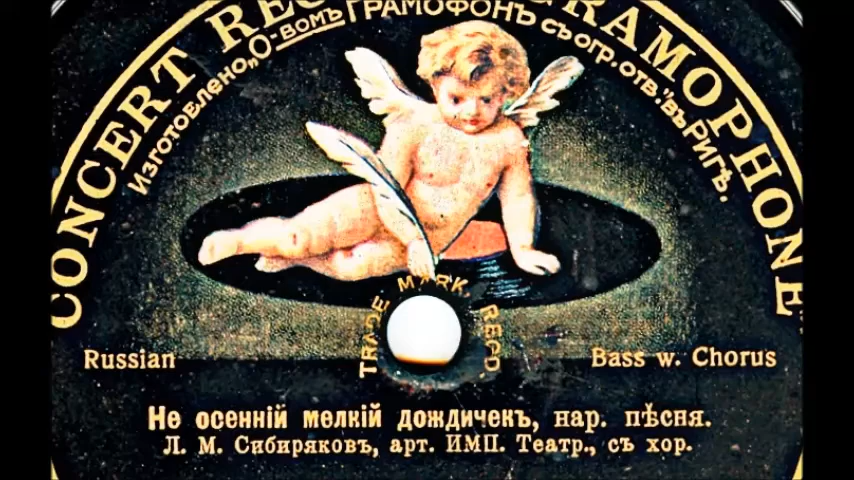 CONCERT REC GRAMOPHONE
Изготовлено „О-вомъ ГРАМОФОНЪ съ огр. отв." въ Ригѣ.
TRADE MARK. REGD.
Russian
Bass w. Chorus
Не осеннiй мелкiй дождичекъ, нар. пѣсня.
Л. М. Сибиряковъ, арт. ИМП. Театр., съ хор.